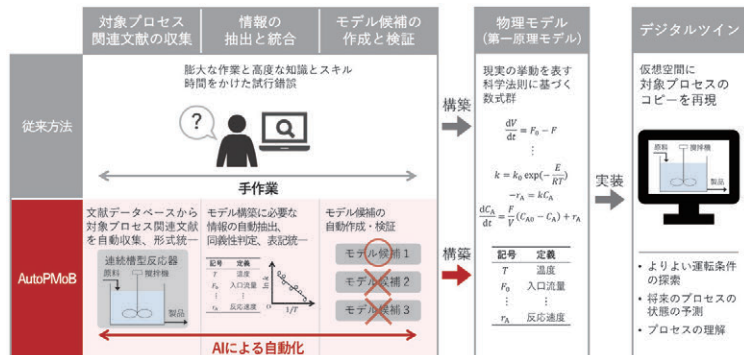 対象プロセス
関連文献の収集
情報の
抽出と統合
モデル候補の
作成と検証
物理モデル
(第一原理モデル)
デジタルツイン
従来方法
膨大な作業と高度な知識とスキル
時間をかけた試行錯誤
?
手作業
構築
現実の挙動を表す
科学法則に基づく
数式群
dV/dt = F₀ − F
⋮
k = k₀ exp(−E/RT)
−r_A = kC_A
dC_A/dt = F/V (C_A0 − C_A) + r_A
記号 定義
T 温度
F₀ 入口流量
⋮ ⋮
r_A 反応速度
実装
仮想空間に
対象プロセスの
コピーを再現
原料
撹拌機
製品
• よりよい運転条件
の探索
• 将来のプロセスの
状態の予測
• プロセスの理解
AutoPMoB
文献データベースから
対象プロセス関連文献
を自動収集、形式統一
連続槽型反応器
原料
撹拌機
製品
モデル構築に必要な
情報の自動抽出、
同義性判定、表記統一
記号 定義
T 温度
F₀ 入口流量
⋮ ⋮
r_A 反応速度
1/T
モデル候補の
自動作成・検証
モデル候補 1
モデル候補 2
モデル候補 3
AIによる自動化
構築